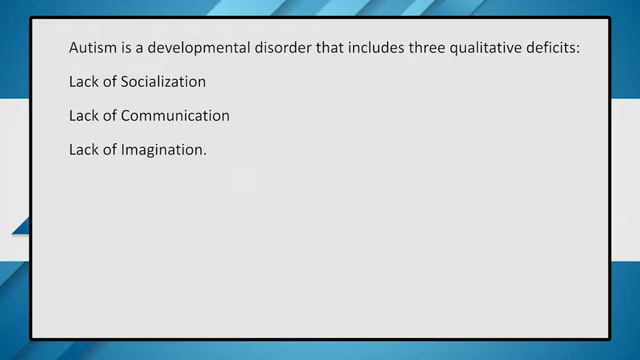 Autism is a developmental disorder that includes three qualitative deficits:
Lack of Socialization
Lack of Communication
Lack of Imagination.